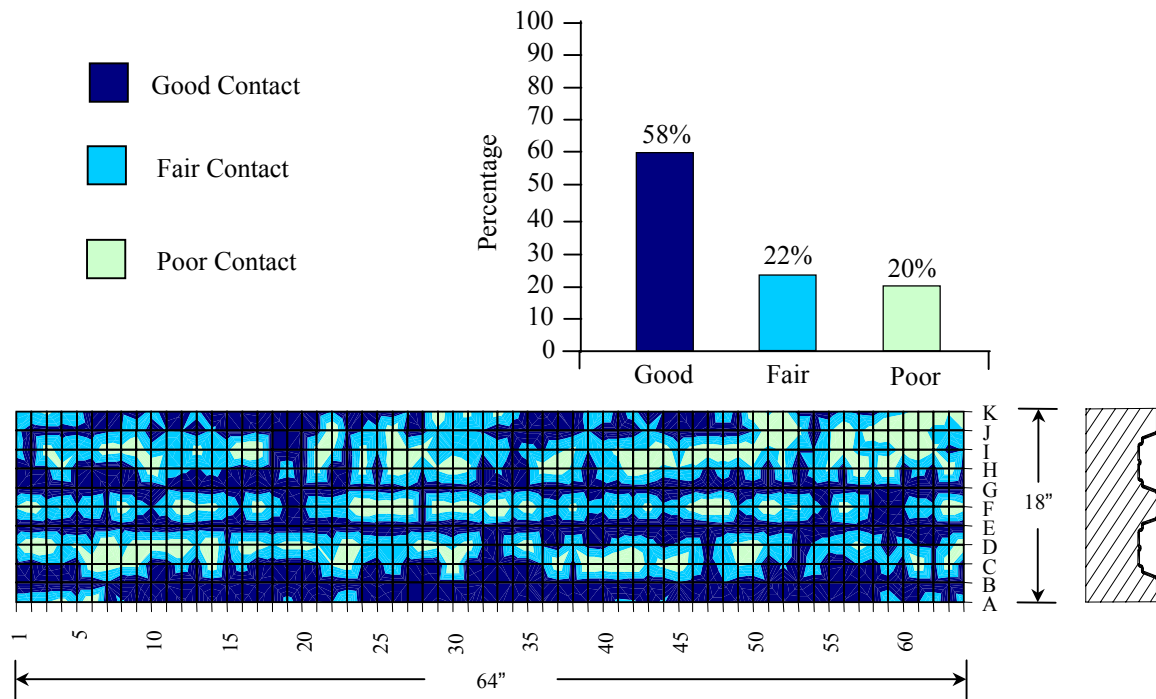 Good Contact
Fair Contact
Poor Contact
Percentage
100
90
80
70
60
50
40
30
20
10
0
58%
22%
20%
Good Fair Poor
K
J
I
H
G
F
E
D
C
B
A
18”
1 5 10 15 20 25 30 35 40 45 50 55 60
64”